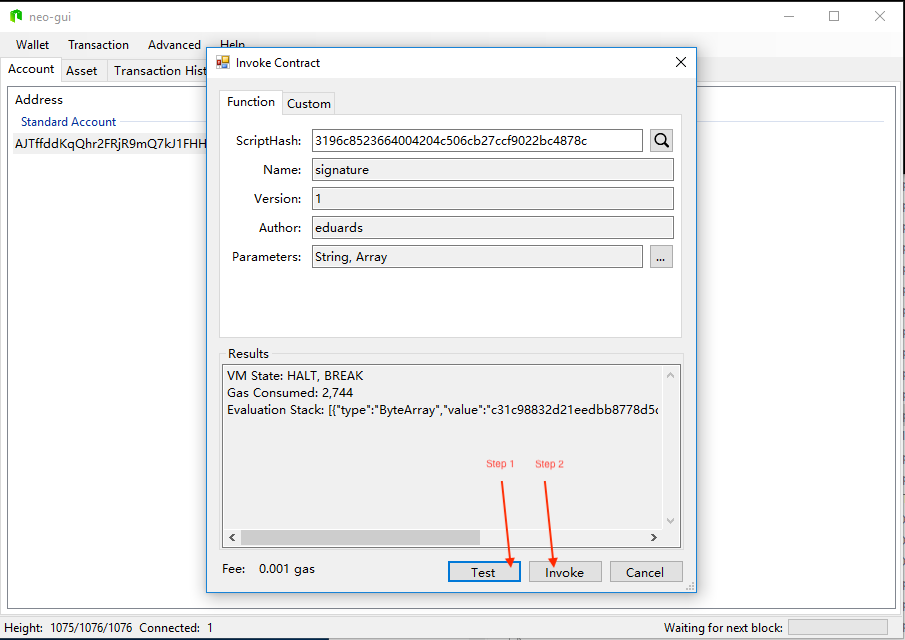 neo-gui
Wallet Transaction Advanced Help
Account Asset Transaction Hist
Address
Standard Account
AJTffddKqQhr2FRjR9mQ7kJ1FHH
Invoke Contract
Function Custom
ScriptHash: 3196c8523664004204c506cb27ccf9022bc4878c
Name: signature
Version: 1
Author: eduards
Parameters: String, Array ...
Results
VM State: HALT, BREAK
Gas Consumed: 2,744
Evaluation Stack: [{"type":"ByteArray","value":"c31c98832d21eedbb8778d5c
Step 1 Step 2
Fee: 0.001 gas
Test Invoke Cancel
Height: 1075/1076/1076 Connected: 1 Waiting for next block: